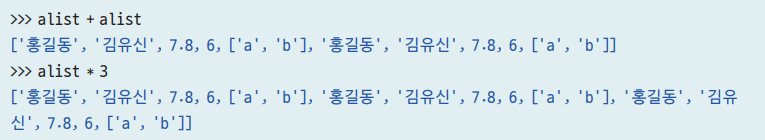 >>> alist + alist
['홍길동', '김유신', 7.8, 6, ['a', 'b'], '홍길동', '김유신', 7.8, 6, ['a', 'b']]
>>> alist * 3
['홍길동', '김유신', 7.8, 6, ['a', 'b'], '홍길동', '김유신', 7.8, 6, ['a', 'b'], '홍길동', '김유
신', 7.8, 6, ['a', 'b']]